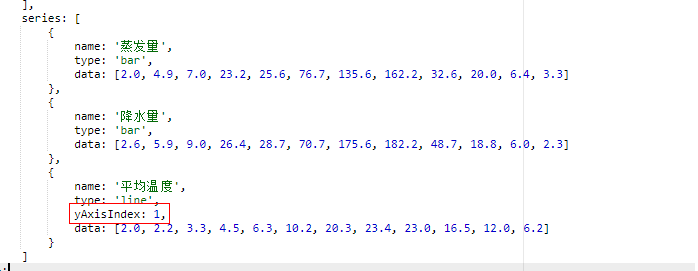 ],
series: [
{
name: '蒸发量',
type: 'bar',
data: [2.0, 4.9, 7.0, 23.2, 25.6, 76.7, 135.6, 162.2, 32.6, 20.0, 6.4, 3.3]
},
{
name: '降水量',
type: 'bar',
data: [2.6, 5.9, 9.0, 26.4, 28.7, 70.7, 175.6, 182.2, 48.7, 18.8, 6.0, 2.3]
},
{
name: '平均温度',
type: 'line',
yAxisIndex: 1,
data: [2.0, 2.2, 3.3, 4.5, 6.3, 10.2, 20.3, 23.4, 23.0, 16.5, 12.0, 6.2]
}
]